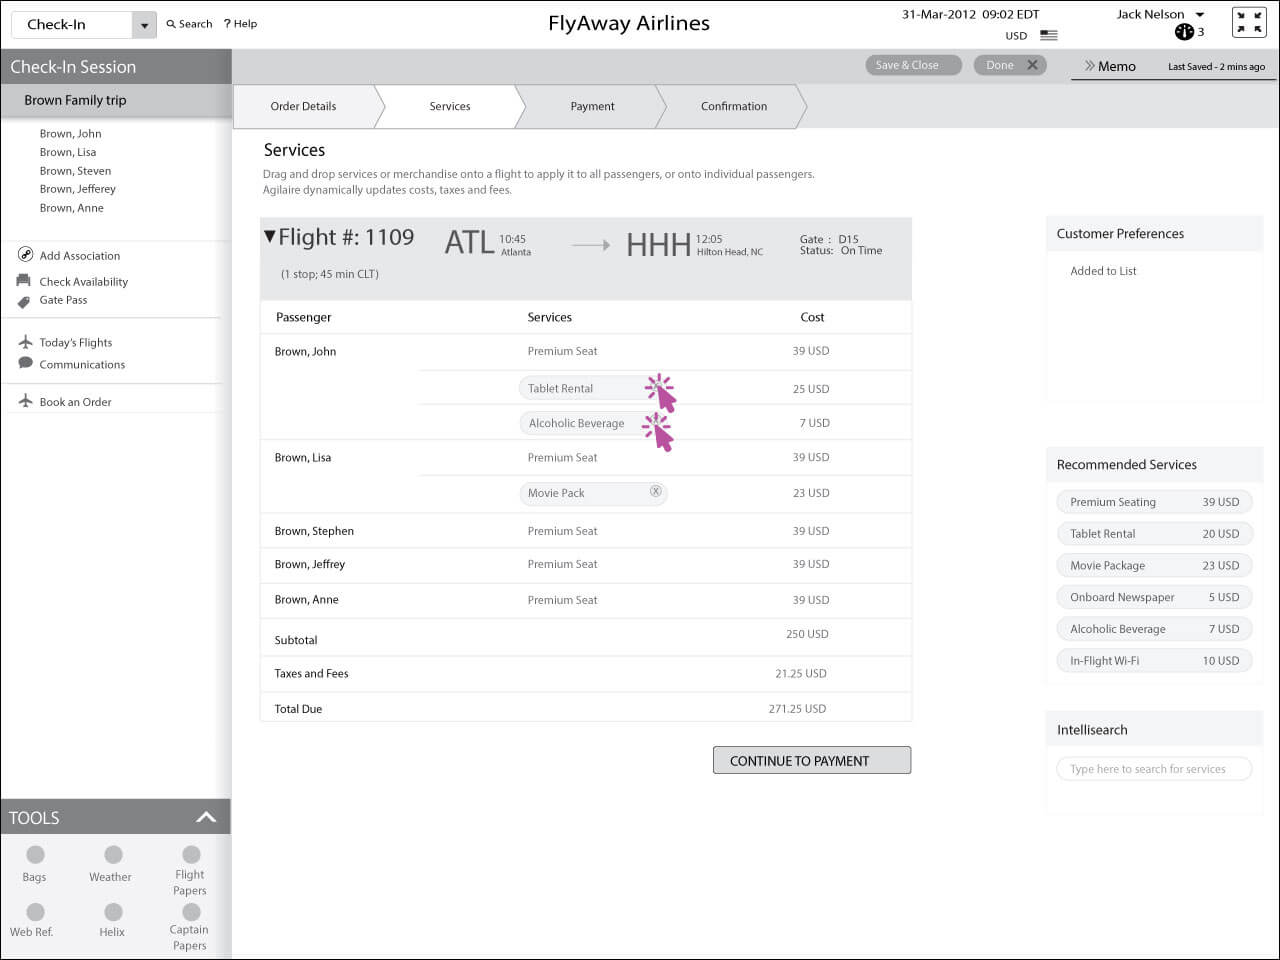 Check-In
Search
? Help
FlyAway Airlines
31-Mar-2012 09:02 EDT
USD
Jack Nelson
3
Check-In Session
Save & Close
Done
Memo
Last Saved - 2 mins ago
Brown Family trip
Brown, John
Brown, Lisa
Brown, Steven
Brown, Jefferey
Brown, Anne
Add Association
Check Availability
Gate Pass
Today's Flights
Communications
Book an Order
Order Details
Services
Payment
Confirmation
Services
Drag and drop services or merchandise onto a flight to apply it to all passengers, or onto individual passengers.
Agilaire dynamically updates costs, taxes and fees.
Flight #: 1109
(1 stop; 45 min CLT)
ATL 10:45
Atlanta
HHH 12:05
Hilton Head, NC
Gate : D15
Status: On Time
Passenger Services Cost
Brown, John Premium Seat 39 USD
Tablet Rental 25 USD
Alcoholic Beverage 7 USD
Brown, Lisa Premium Seat 39 USD
Movie Pack 23 USD
Brown, Stephen Premium Seat 39 USD
Brown, Jeffrey Premium Seat 39 USD
Brown, Anne Premium Seat 39 USD
Subtotal 250 USD
Taxes and Fees 21.25 USD
Total Due 271.25 USD
CONTINUE TO PAYMENT
Customer Preferences
Added to List
Recommended Services
Premium Seating 39 USD
Tablet Rental 20 USD
Movie Package 23 USD
Onboard Newspaper 5 USD
Alcoholic Beverage 7 USD
In-Flight Wi-Fi 10 USD
Intellisearch
Type here to search for services
TOOLS
Bags
Weather
Flight
Papers
Web Ref.
Helix
Captain
Papers